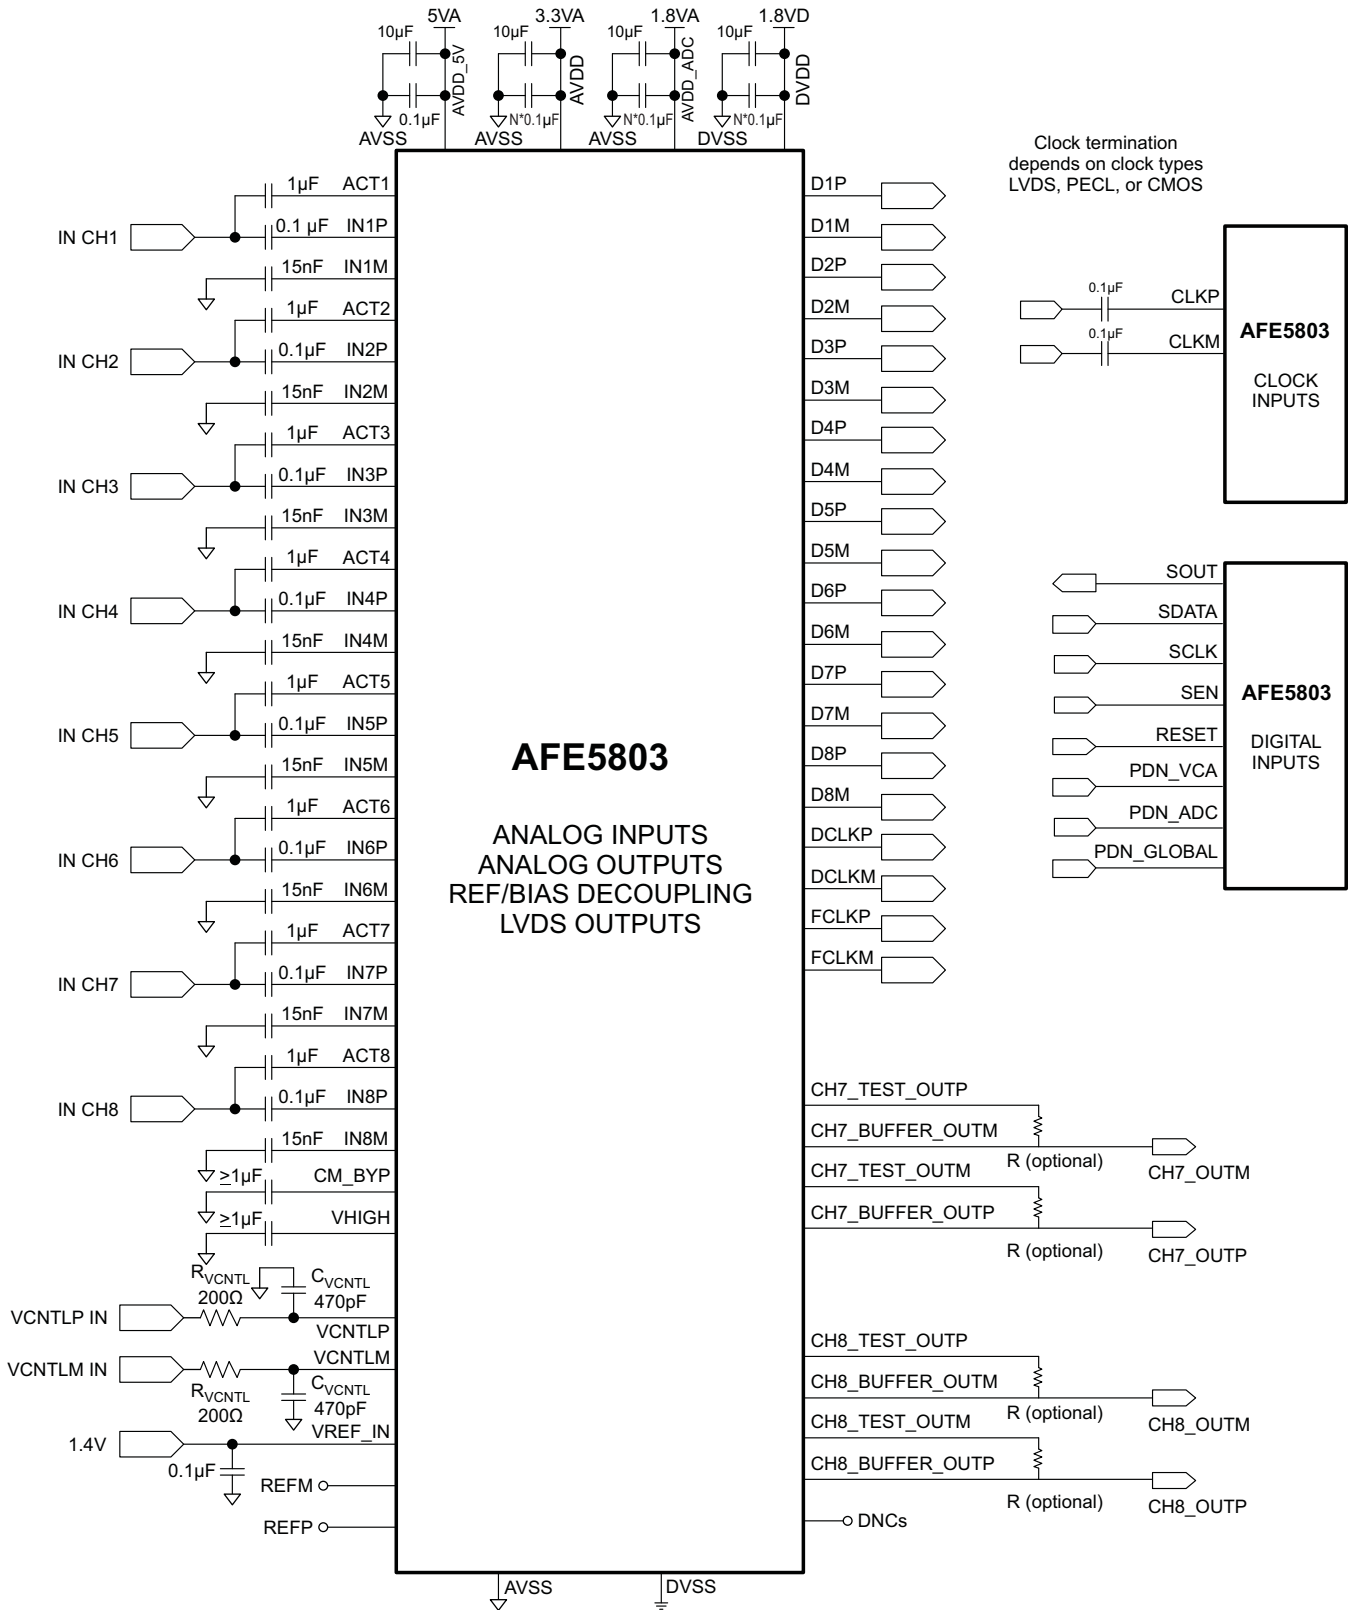 5VA
3.3VA
1.8VA
1.8VD
10µF
10µF
10µF
10µF
AVDD_5V
AVDD
AVDD_ADC
DVDD
0.1µF
N*0.1µF
N*0.1µF
N*0.1µF
AVSS
AVSS
AVSS
DVSS
1µF ACT1
IN CH1
0.1 µF IN1P
15nF IN1M
1µF ACT2
IN CH2
0.1µF IN2P
15nF IN2M
1µF ACT3
IN CH3
0.1µF IN3P
15nF IN3M
1µF ACT4
IN CH4
0.1µF IN4P
15nF IN4M
1µF ACT5
IN CH5
0.1µF IN5P
15nF IN5M
1µF ACT6
IN CH6
0.1µF IN6P
15nF IN6M
1µF ACT7
IN CH7
0.1µF IN7P
15nF IN7M
1µF ACT8
IN CH8
0.1µF IN8P
15nF IN8M
≥1µF CM_BYP
≥1µF VHIGH
RVCNTL
200Ω
CVCNTL
470pF
VCNTLP IN
VCNTLP
VCNTLM IN
VCNTLM
RVCNTL
200Ω
CVCNTL
470pF
1.4V
VREF_IN
0.1µF
REFM
REFP
AFE5803
ANALOG INPUTS
ANALOG OUTPUTS
REF/BIAS DECOUPLING
LVDS OUTPUTS
AVSS
DVSS
D1P
D1M
D2P
D2M
D3P
D3M
D4P
D4M
D5P
D5M
D6P
D6M
D7P
D7M
D8P
D8M
DCLKP
DCLKM
FCLKP
FCLKM
CH7_TEST_OUTP
CH7_BUFFER_OUTM
R (optional)
CH7_OUTM
CH7_TEST_OUTM
CH7_BUFFER_OUTP
R (optional)
CH7_OUTP
CH8_TEST_OUTP
CH8_BUFFER_OUTM
R (optional)
CH8_OUTM
CH8_TEST_OUTM
CH8_BUFFER_OUTP
R (optional)
CH8_OUTP
DNCs
Clock termination
depends on clock types
LVDS, PECL, or CMOS
0.1µF
CLKP
0.1µF
CLKM
AFE5803
CLOCK
INPUTS
SOUT
SDATA
SCLK
SEN
RESET
PDN_VCA
PDN_ADC
PDN_GLOBAL
AFE5803
DIGITAL
INPUTS